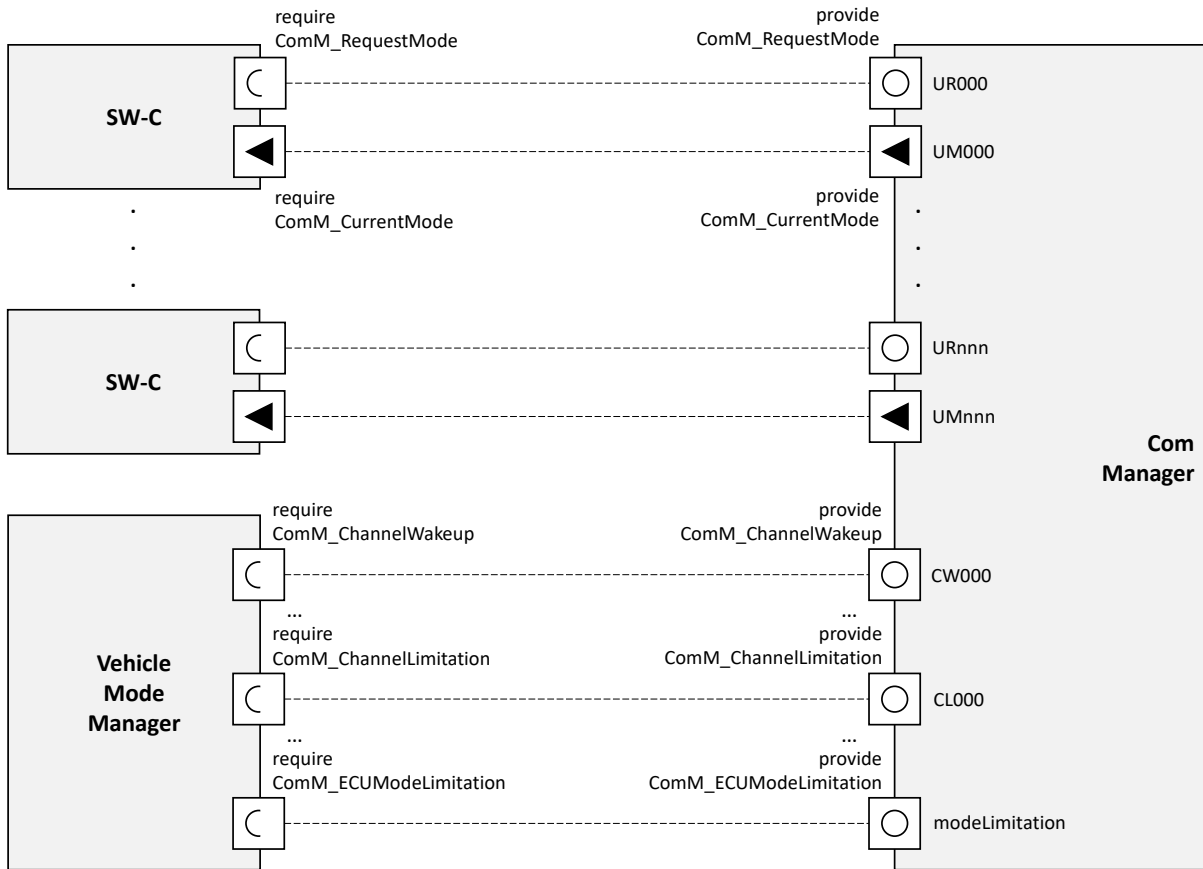 require
ComM_RequestMode
provide
ComM_RequestMode
SW-C
UR000
UM000
require
ComM_CurrentMode
provide
ComM_CurrentMode
SW-C
URnnn
UMnnn
Com
Manager
require
ComM_ChannelWakeup
provide
ComM_ChannelWakeup
CW000
...
...
require
ComM_ChannelLimitation
provide
ComM_ChannelLimitation
Vehicle
Mode
Manager
CL000
...
...
require
ComM_ECUModeLimitation
provide
ComM_ECUModeLimitation
modeLimitation